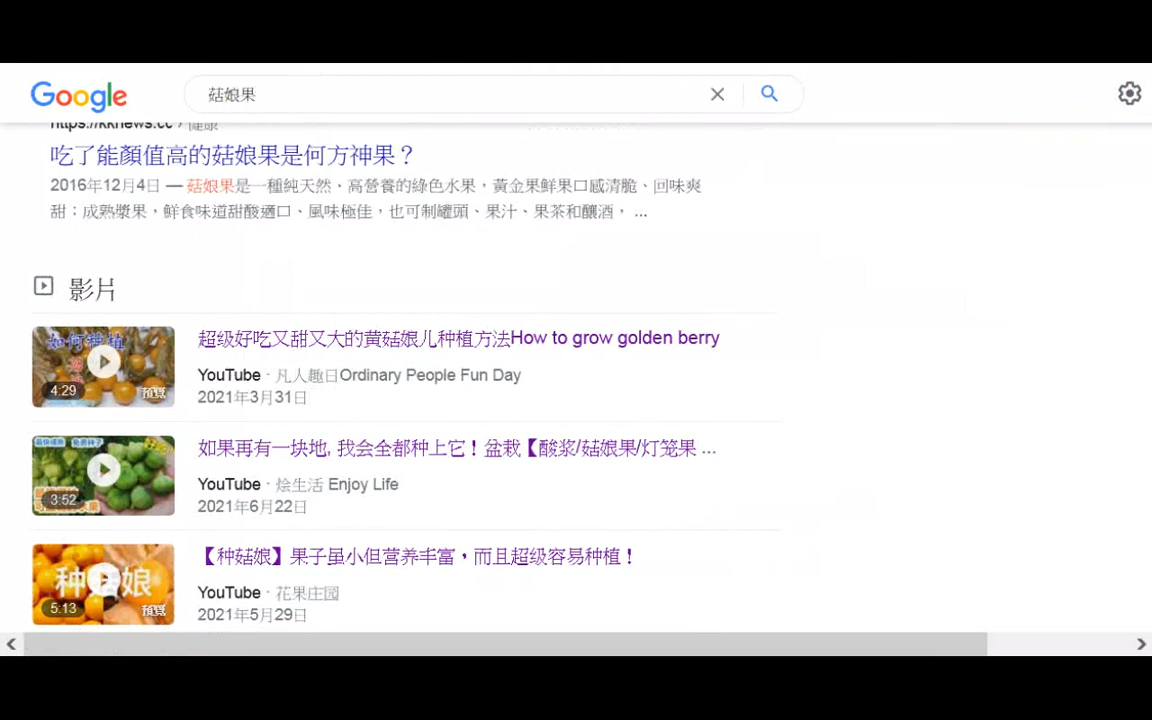 Google
菇娘果
https://kknews.cc › 健康
吃了能顏值高的菇娘果是何方神果？
2016年12月4日 — 菇娘果是一種純天然、高營養的綠色水果，黃金果鮮果口感清脆、回味爽
甜；成熟漿果，鮮食味道甜酸適口、風味極佳，也可制罐頭、果汁、果茶和釀酒， ...
影片
如何种植
4:29
預覽
超级好吃又甜又大的黄菇娘儿种植方法How to grow golden berry
YouTube · 凡人趣日Ordinary People Fun Day
2021年3月31日
3:52
如果再有一块地, 我会全都种上它！盆栽【酸浆/菇娘果/灯笼果 ...
YouTube · 烩生活 Enjoy Life
2021年6月22日
种 娘
5:13
預覽
【种菇娘】果子虽小但营养丰富，而且超级容易种植！
YouTube · 花果庄园
2021年5月29日